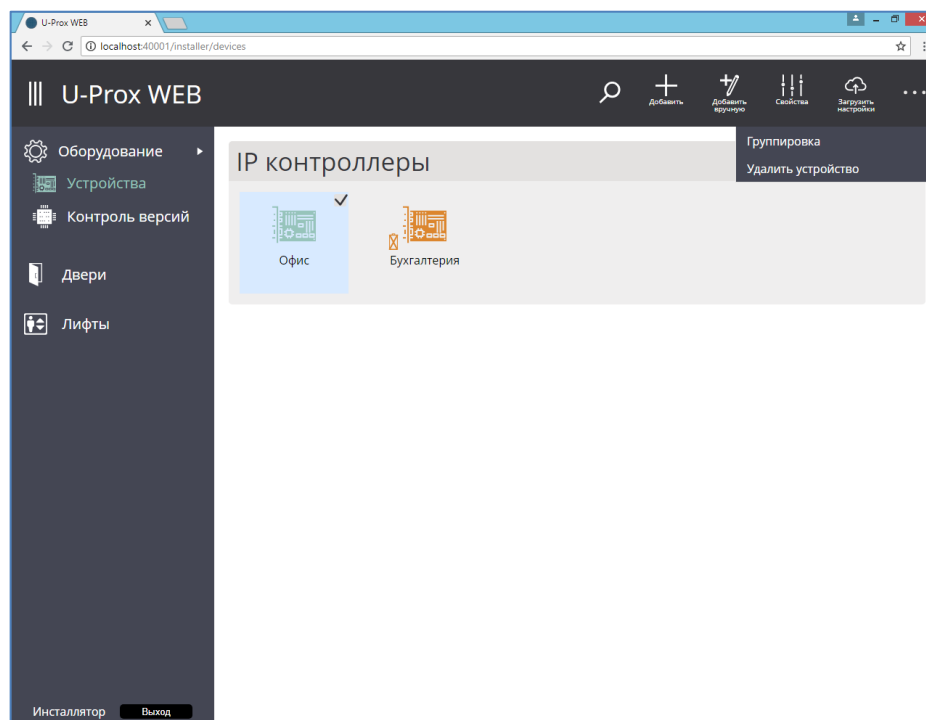 U-Prox WEB
localhost:40001/installer/devices
U-Prox WEB
Добавить
Добавить вручную
Свойства
Загрузить настройки
Группировка
Удалить устройство
Оборудование
Устройства
Контроль версий
Двери
Лифты
IP контроллеры
Офис
Бухгалтерия
Инсталлятор
Выход